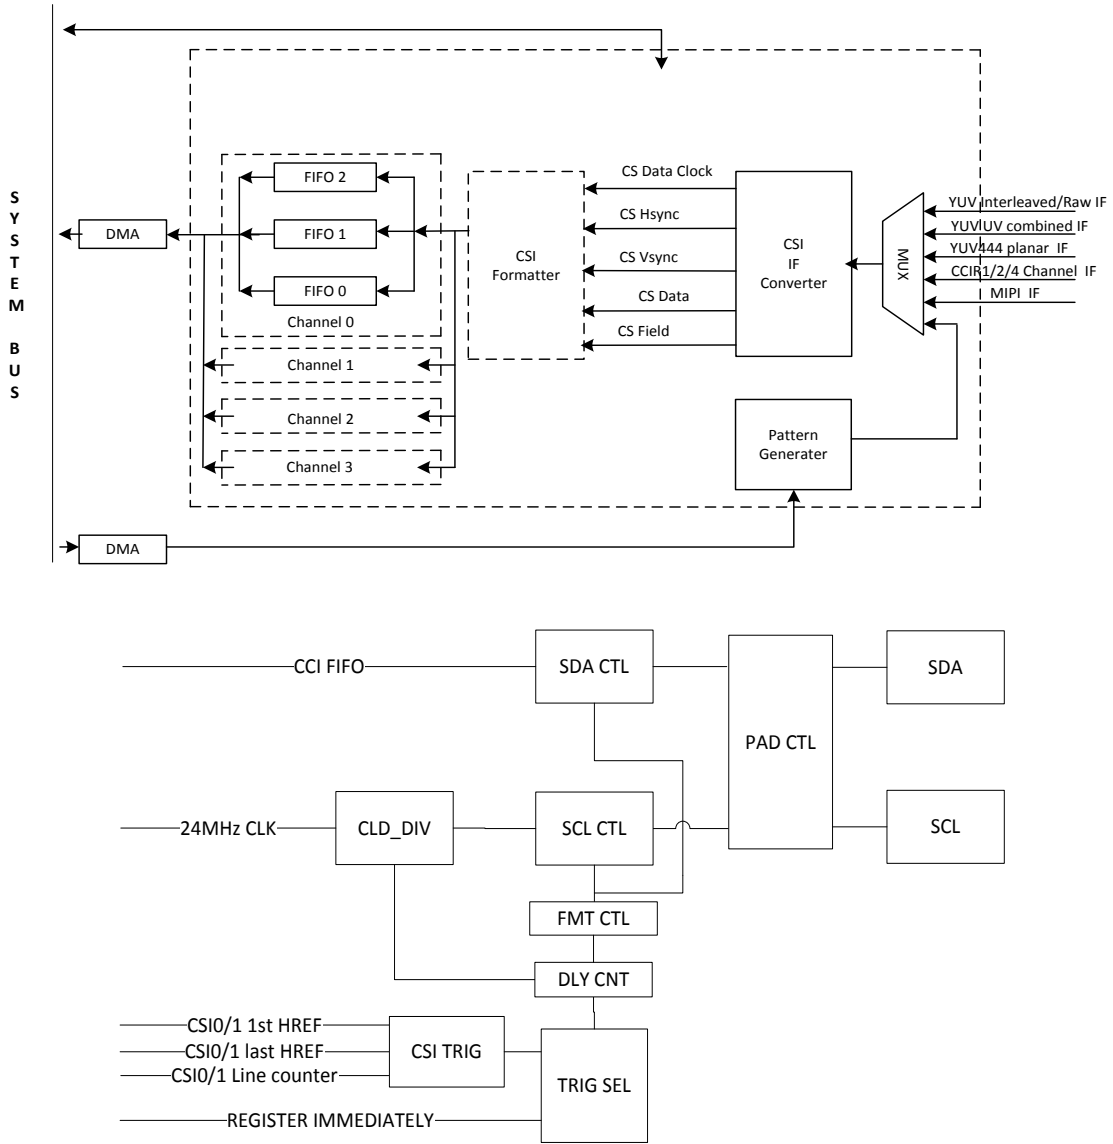 SYSTEM BUS
DMA
FIFO 2
FIFO 1
FIFO 0
Channel 0
Channel 1
Channel 2
Channel 3
CSI
Formatter
CS Data Clock
CS Hsync
CS Vsync
CS Data
CS Field
CSI
IF
Converter
MUX
YUV Interleaved/Raw IF
YUV UV combined IF
YUV444 planar IF
CCIR1/2/4 Channel IF
MIPI IF
Pattern
Generater
DMA
CCI FIFO
SDA CTL
PAD CTL
SDA
24MHz CLK
CLD_DIV
SCL CTL
SCL
FMT CTL
DLY CNT
CSI0/1 1st HREF
CSI0/1 last HREF
CSI0/1 Line counter
CSI TRIG
TRIG SEL
REGISTER IMMEDIATELY